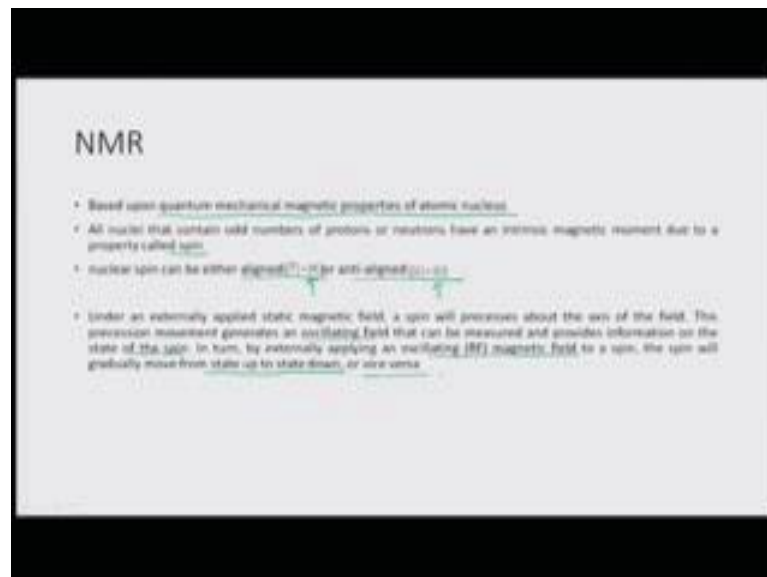 NMR
• Based upon quantum mechanical magnetic properties of atomic nucleus
• All nuclei that contain odd numbers of protons or neutrons have an intrinsic magnetic moment due to a
property called spin
• nuclear spin can be either aligned or anti-aligned
• Under an externally applied static magnetic field, a spin will precesses about the axis of the field. This
precession movement generates an oscillating field that can be measured and provides information on the
state of the spin. In turn, by externally applying an oscillating (RF) magnetic field to a spin, the spin will
gradually move from state up to state down, or vice versa